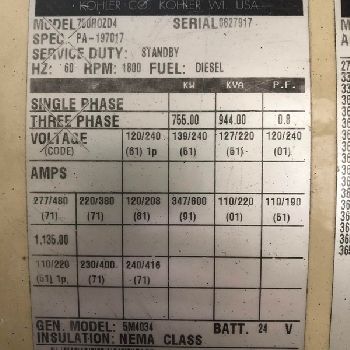 KOHLER CO. KOHLER WI. USA
MODEL 750ROZD4 SERIAL 0627917
SPEC PA-197017
SERVICE DUTY: STANDBY
HZ: 60 RPM: 1800 FUEL: DIESEL
KW KVA P.F.
SINGLE PHASE
THREE PHASE 755.00 944.00 0.8
VOLTAGE 120/240 139/240 127/220 120/240
(CODE) (61) 1p (61) (61) (01)
AMPS
277/480 220/380 120/208 347/600 110/220 110/190
(71) (71) (81) (91) (01) (51)
1,135.00
110/220 230/400 240/416
(51) 1p (71) (71)
GEN. MODEL: 5M4034 BATT. 24 V
INSULATION: NEMA CLASS